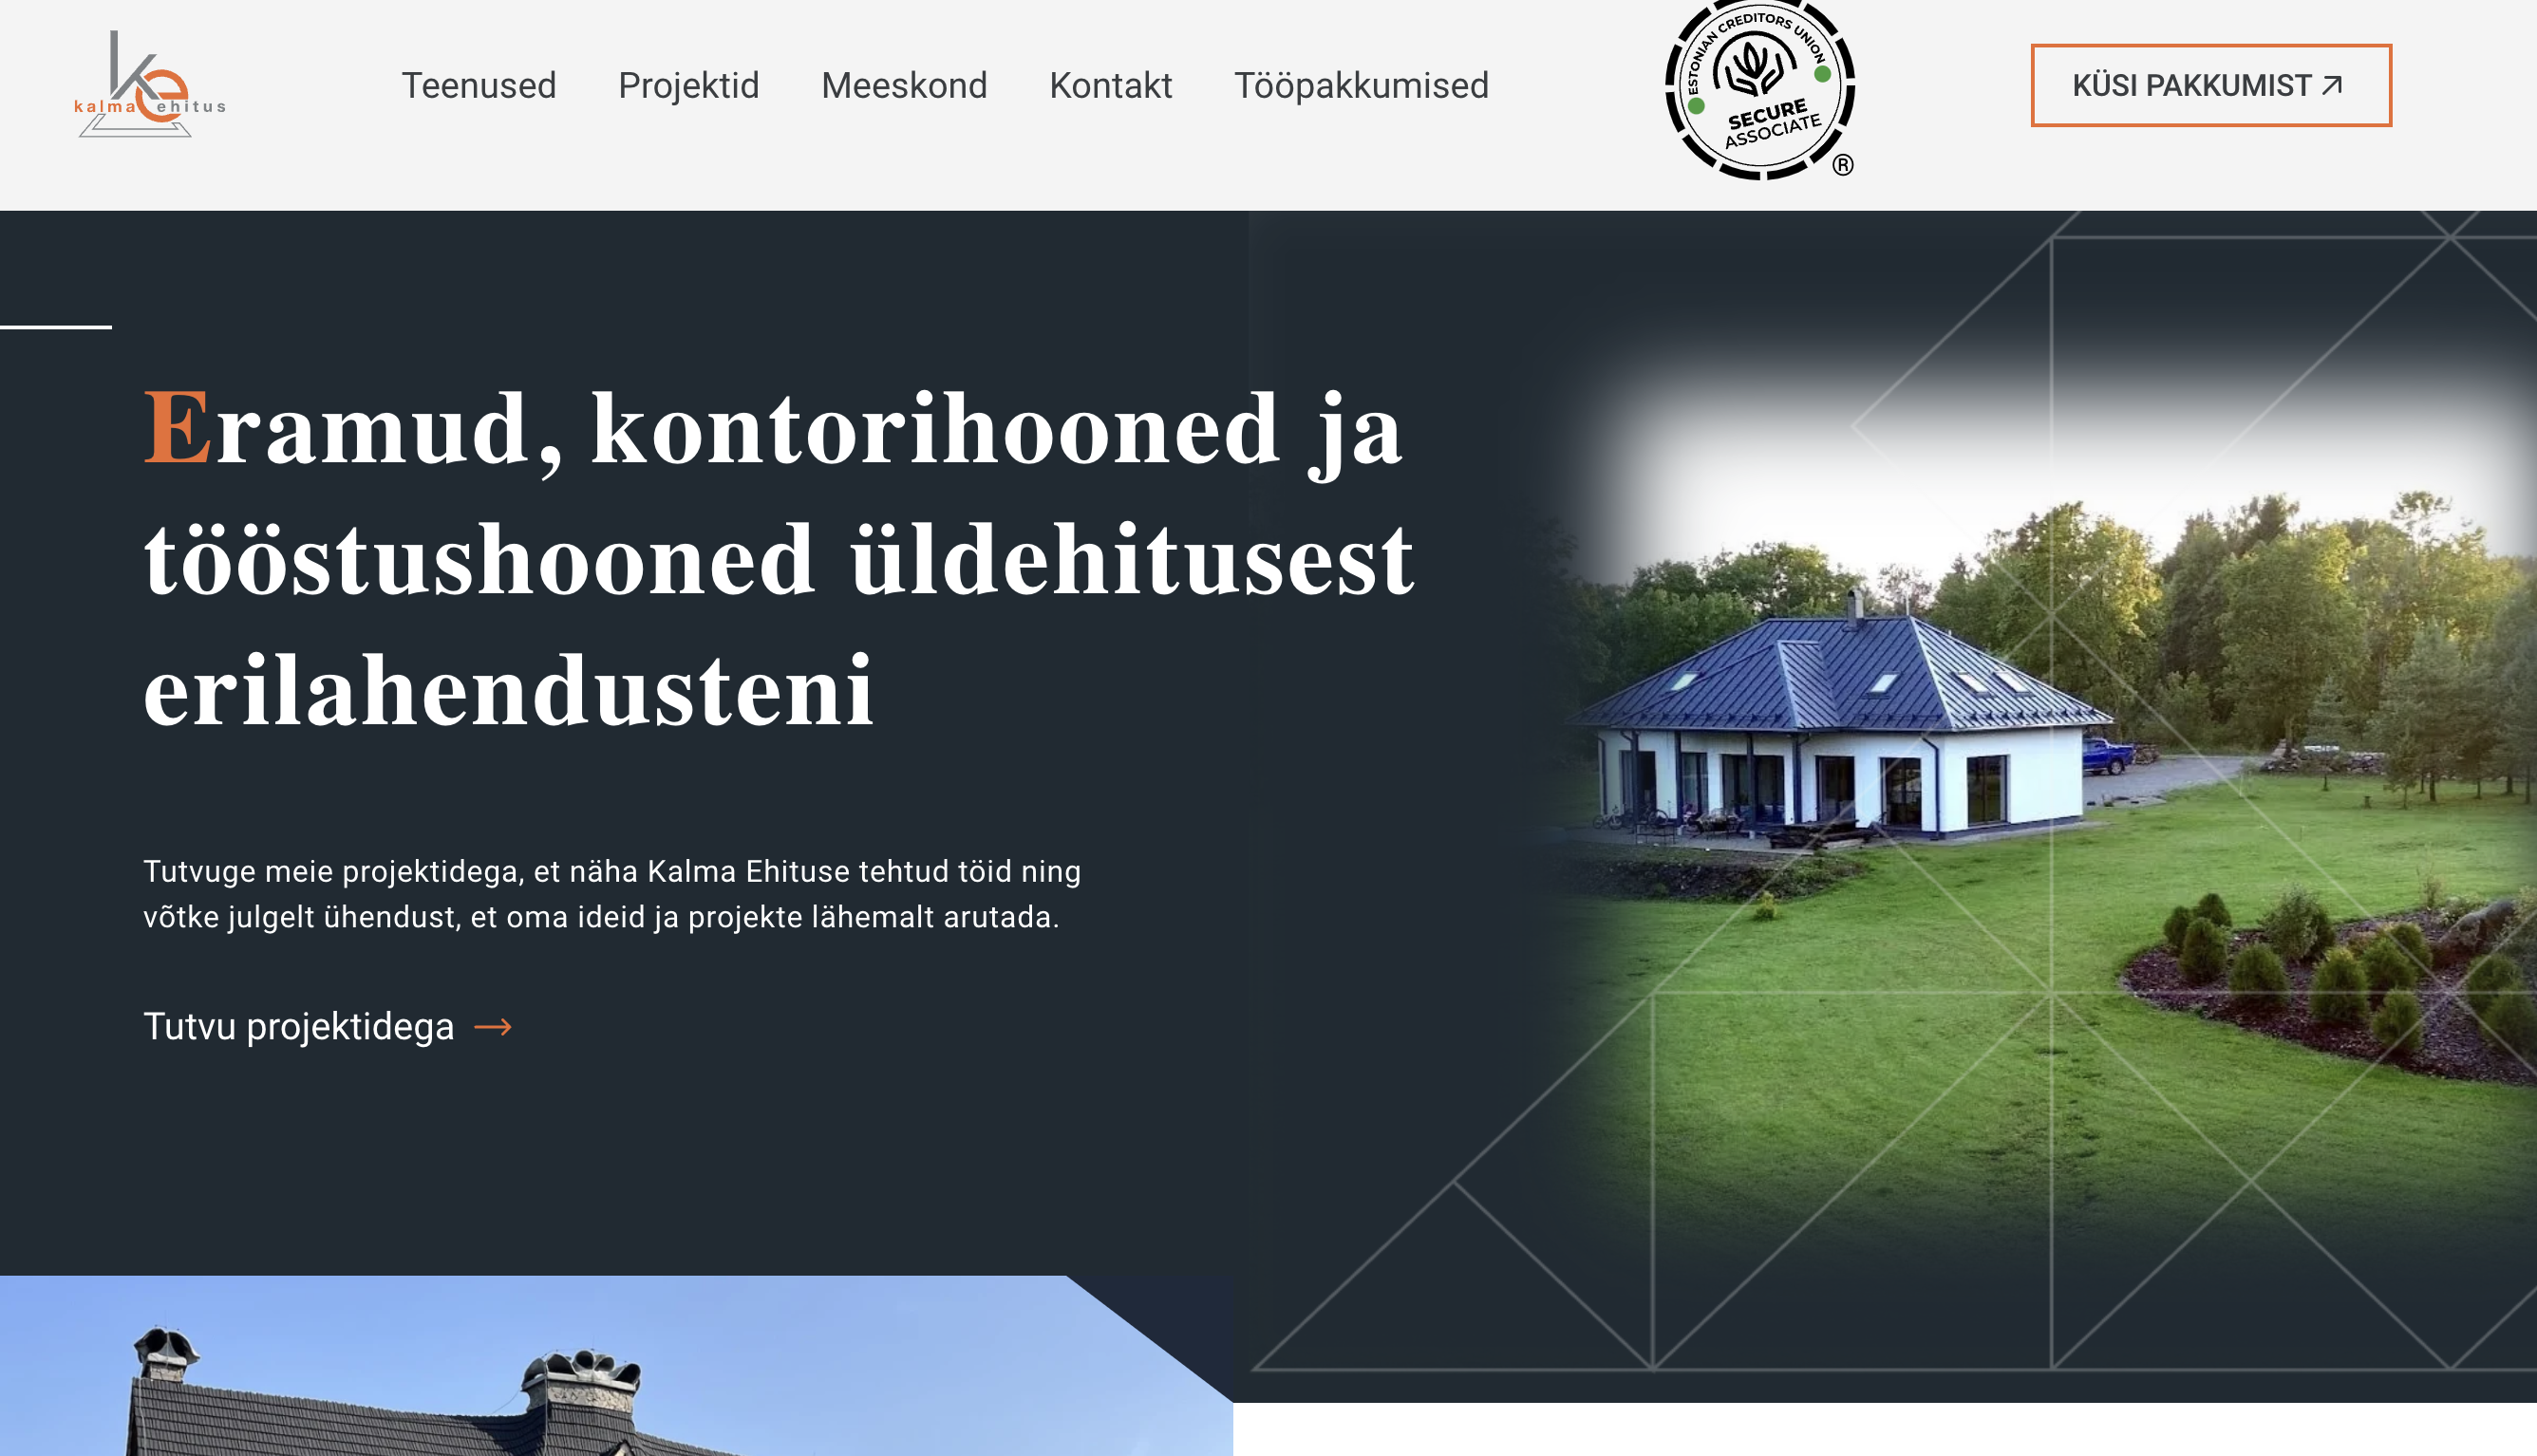 ke
kalma ehitus
Teenused Projektid Meeskond Kontakt Tööpakkumised
ESTONIAN CREDITORS UNION
SECURE
ASSOCIATE
®
KÜSI PAKKUMIST
Eramud, kontorihooned ja
tööstushooned üldehitusest
erilahendusteni
Tutvuge meie projektidega, et näha Kalma Ehituse tehtud töid ning
võtke julgelt ühendust, et oma ideid ja projekte lähemalt arutada.
Tutvu projektidega →